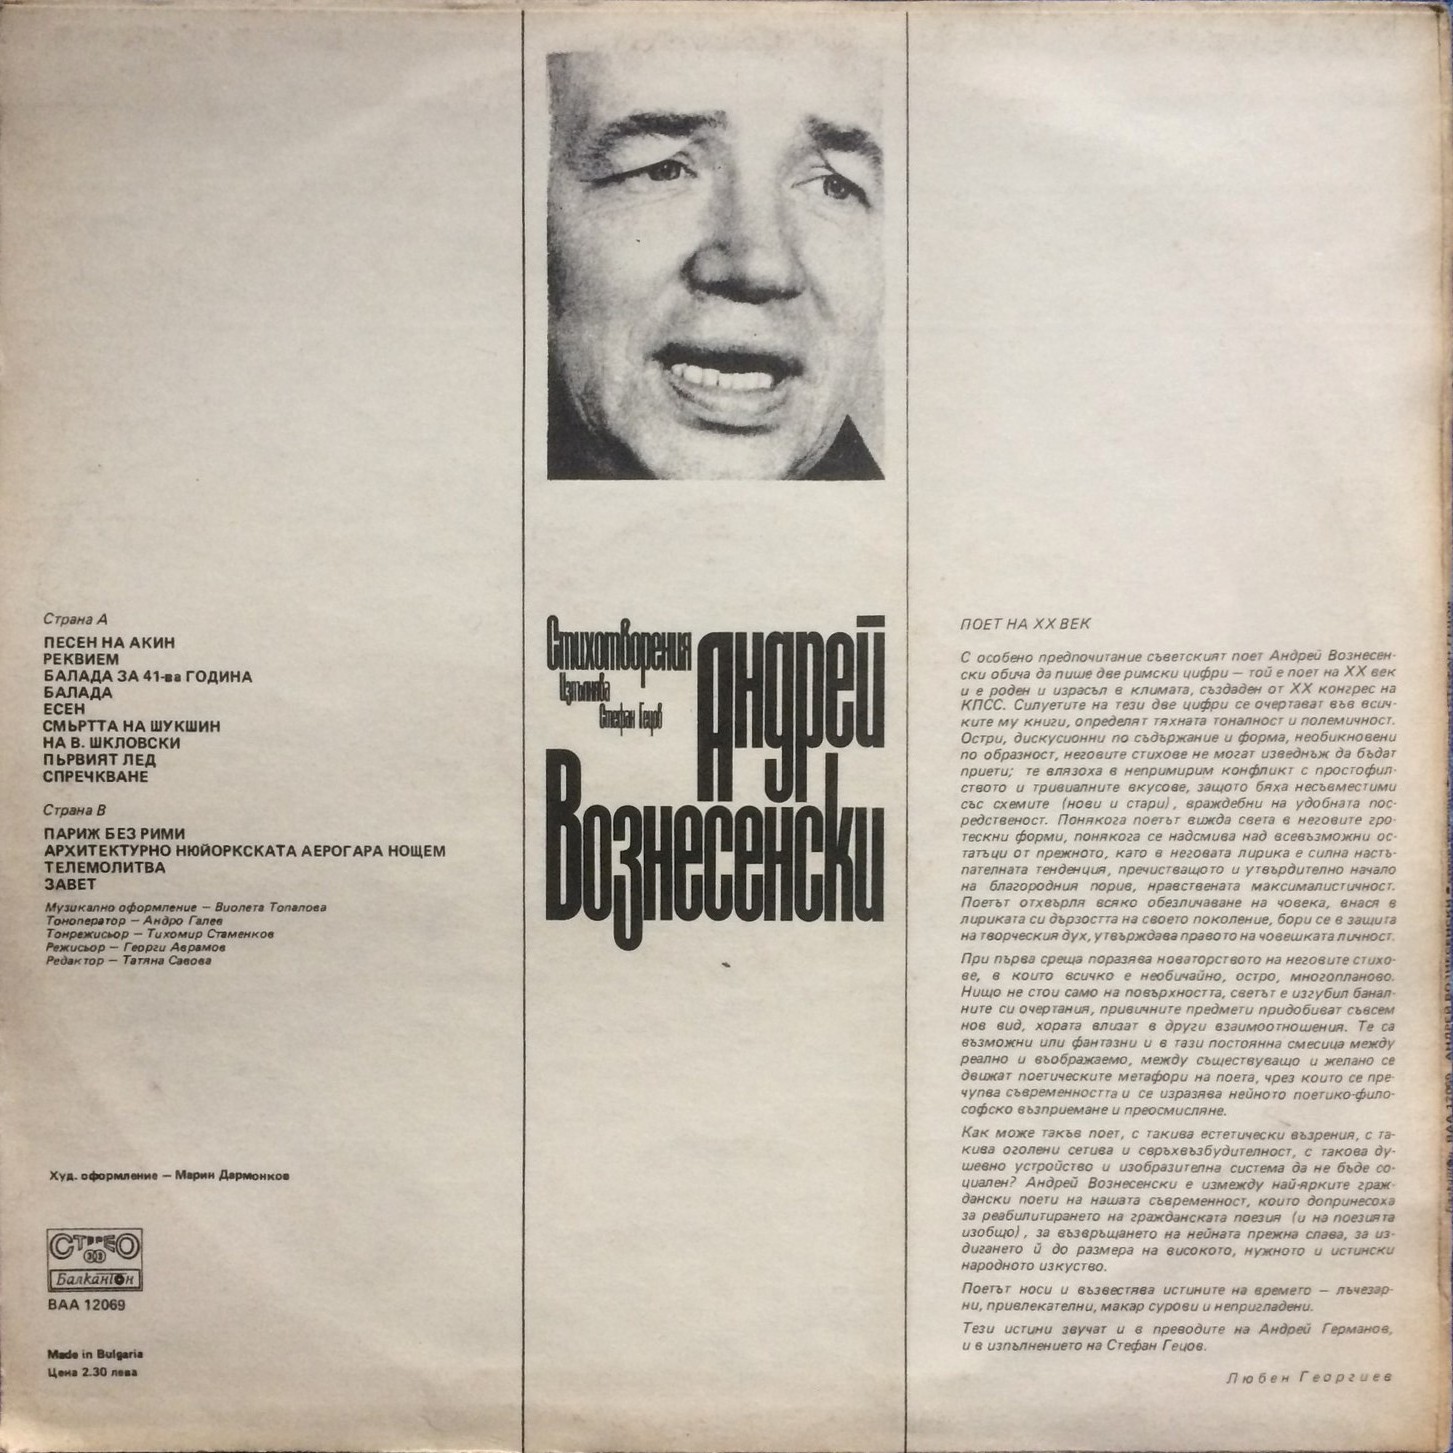 Страна А
ПЕСЕН НА АКИН
РЕКВИЕМ
БАЛАДА ЗА 41-ва ГОДИНА
БАЛАДА
ЕСЕН
СМЪРТТА НА ШУКШИН
НА В. ШКЛОВСКИ
ПЪРВИЯТ ЛЕД
СПРЕЧКВАНЕ
Страна В
ПАРИЖ БЕЗ РИМИ
АРХИТЕКТУРНО НЮЙОРКСКАТА АЕРОГАРА НОЩЕМ
ТЕЛЕМОЛИТВА
ЗАВЕТ
Музикално оформление — Виолета Топалова
Тоноператор — Андро Галев
Тонрежисьор — Тихомир Стаменков
Режисьор — Георги Аврамов
Редактор — Татяна Савова
Худ. оформление — Марин Дармонков
СТЕРЕО
33
Балкантон
ВАА 12069
Made in Bulgaria
Цена 2.30 лева
Стихотворения
Изпълнява
Стефан Гецов
Андрей
Вознесенски
ПОЕТ НА ХХ ВЕК
С особено предпочитание съветският поет Андрей Вознесен-
ски обича да пише две римски цифри — той е поет на ХХ век
и е роден и израсъл в климата, създаден от ХХ конгрес на
КПСС. Силуетите на тези две цифри се очертават във всич-
ките му книги, определят тяхната тоналност и полемичност.
Остри, дискусионни по съдържание и форма, необикновени
по образност, неговите стихове не могат изведнъж да бъдат
приети; те влязоха в непримирим конфликт с простофил-
ството и тривиалните вкусове, защото бяха несъвместими
със схемите (нови и стари), враждебни на удобната пос-
редственост. Понякога поетът вижда света в неговите гро-
тескни форми, понякога се надсмива над всевъзможни ос-
татъци от прежното, като в неговата лирика е силна настъ-
пателната тенденция, пречистващото и утвърдително начало
на благородния порив, нравствената максималистичност.
Поетът отхвърля всяко обезличаване на човека, внася в
лириката си дързостта на своето поколение, бори се в защита
на творческия дух, утвърждава правото на човешката личност.
При първа среща поразява новаторството на неговите стихо-
ве, в които всичко е необичайно, остро, многопланово.
Нищо не стои само на повърхността, светът е изгубил банал-
ните си очертания, привичните предмети придобиват съвсем
нов вид, хората влизат в други взаимоотношения. Те са
възможни или фантазни и в тази постоянна смесица между
реално и въображаемо, между съществуващо и желано се
движат поетическите метафори на поета, чрез които се пре-
чупва съвременността и се изразява нейното поетико-фило-
софско възприемане и преосмисляне.
Как може такъв поет, с такива естетически възрения, с та-
кива оголени сетива и свръхвъзбудителност, с такова ду-
шевно устройство и изобразителна система да не бъде со-
циален? Андрей Вознесенски е измежду най-ярките граж-
дански поети на нашата съвременност, които допринесоха
за реабилитирането на гражданската поезия (и на поезията
изобщо), за възвръщането на нейната прежна слава, за из-
дигането й до размера на високото, нужното и истински
народното изкуство.
Поетът носи и възвестява истините на времето — лъчезар-
ни, привлекателни, макар сурови и непригладени.
Тези истини звучат и в преводите на Андрей Германов,
и в изпълнението на Стефан Гецов.
Любен Георгиев